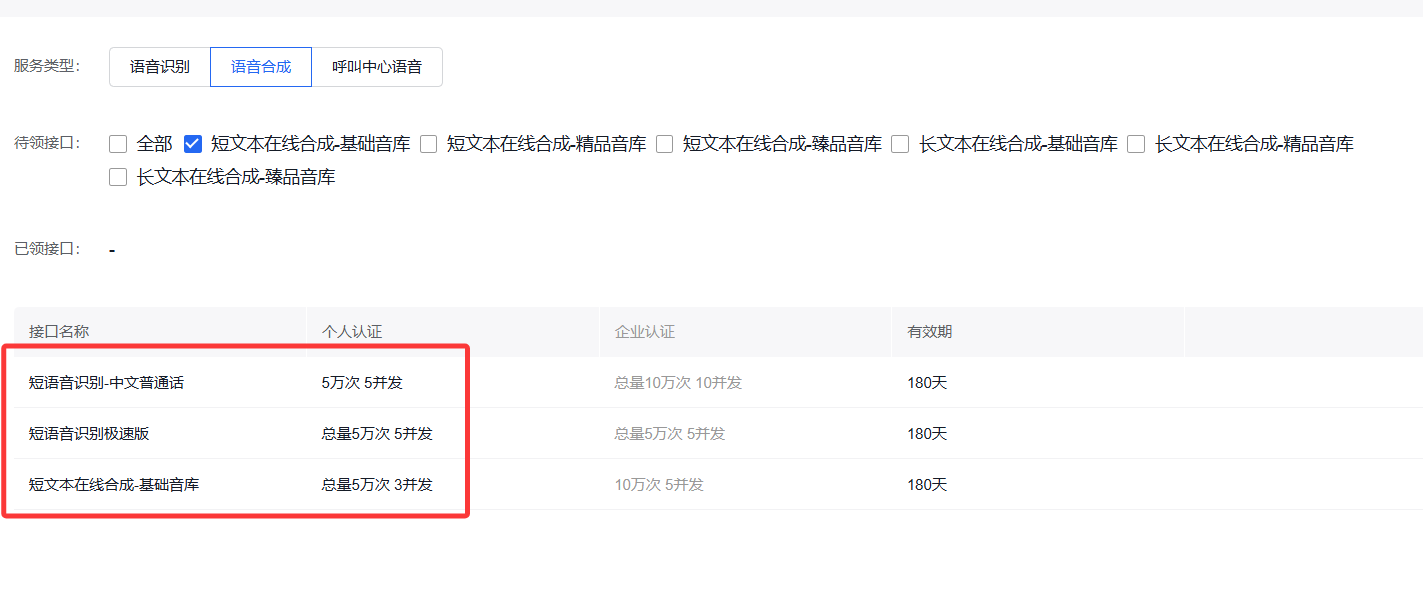 服务类型： 语音识别 语音合成 呼叫中心语音
待领接口： 全部 短文本在线合成-基础音库 短文本在线合成-精品音库 短文本在线合成-臻品音库 长文本在线合成-基础音库 长文本在线合成-精品音库
长文本在线合成-臻品音库
已领接口： -
接口名称 个人认证 企业认证 有效期
短语音识别-中文普通话 5万次 5并发 总量10万次 10并发 180天
短语音识别极速版 总量5万次 5并发 总量5万次 5并发 180天
短文本在线合成-基础音库 总量5万次 3并发 10万次 5并发 180天